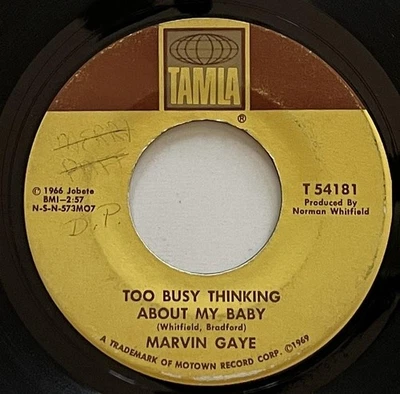 TAMLA
®
© 1966 Jobete
BMI-2:57
N-S-N-573MO7
D.P.
T 54181
Produced By
Norman Whitfield
TOO BUSY THINKING
ABOUT MY BABY
(Whitfield, Bradford)
MARVIN GAYE
A TRADEMARK OF MOTOWN RECORD CORP. ©1969